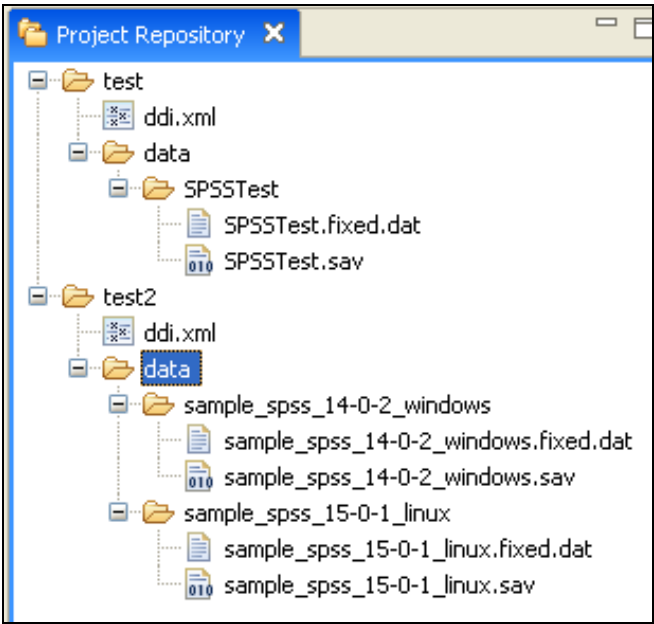 Project Repository
test
ddi.xml
data
SPSSTest
SPSSTest.fixed.dat
SPSSTest.sav
test2
ddi.xml
data
sample_spss_14-0-2_windows
sample_spss_14-0-2_windows.fixed.dat
sample_spss_14-0-2_windows.sav
sample_spss_15-0-1_linux
sample_spss_15-0-1_linux.fixed.dat
sample_spss_15-0-1_linux.sav